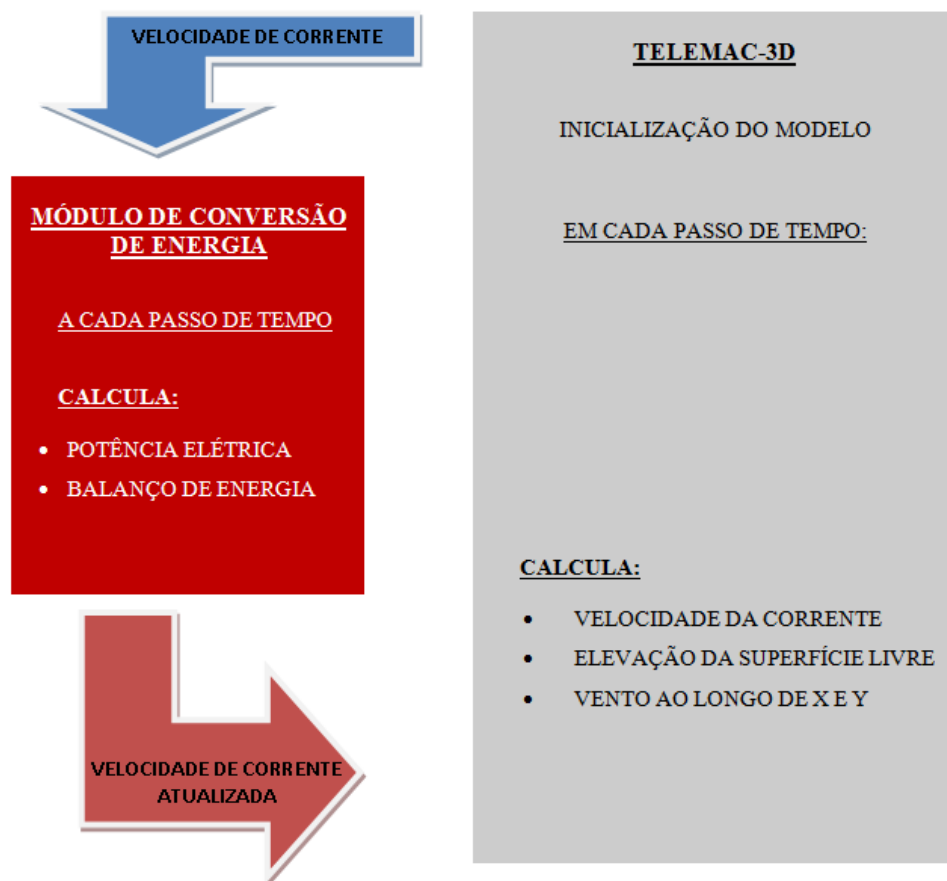 VELOCIDADE DE CORRENTE
MÓDULO DE CONVERSÃO
DE ENERGIA
A CADA PASSO DE TEMPO
CALCULA:
• POTÊNCIA ELÉTRICA
• BALANÇO DE ENERGIA
VELOCIDADE DE CORRENTE
ATUALIZADA
TELEMAC-3D
INICIALIZAÇÃO DO MODELO
EM CADA PASSO DE TEMPO:
CALCULA:
• VELOCIDADE DA CORRENTE
• ELEVAÇÃO DA SUPERFÍCIE LIVRE
• VENTO AO LONGO DE X E Y